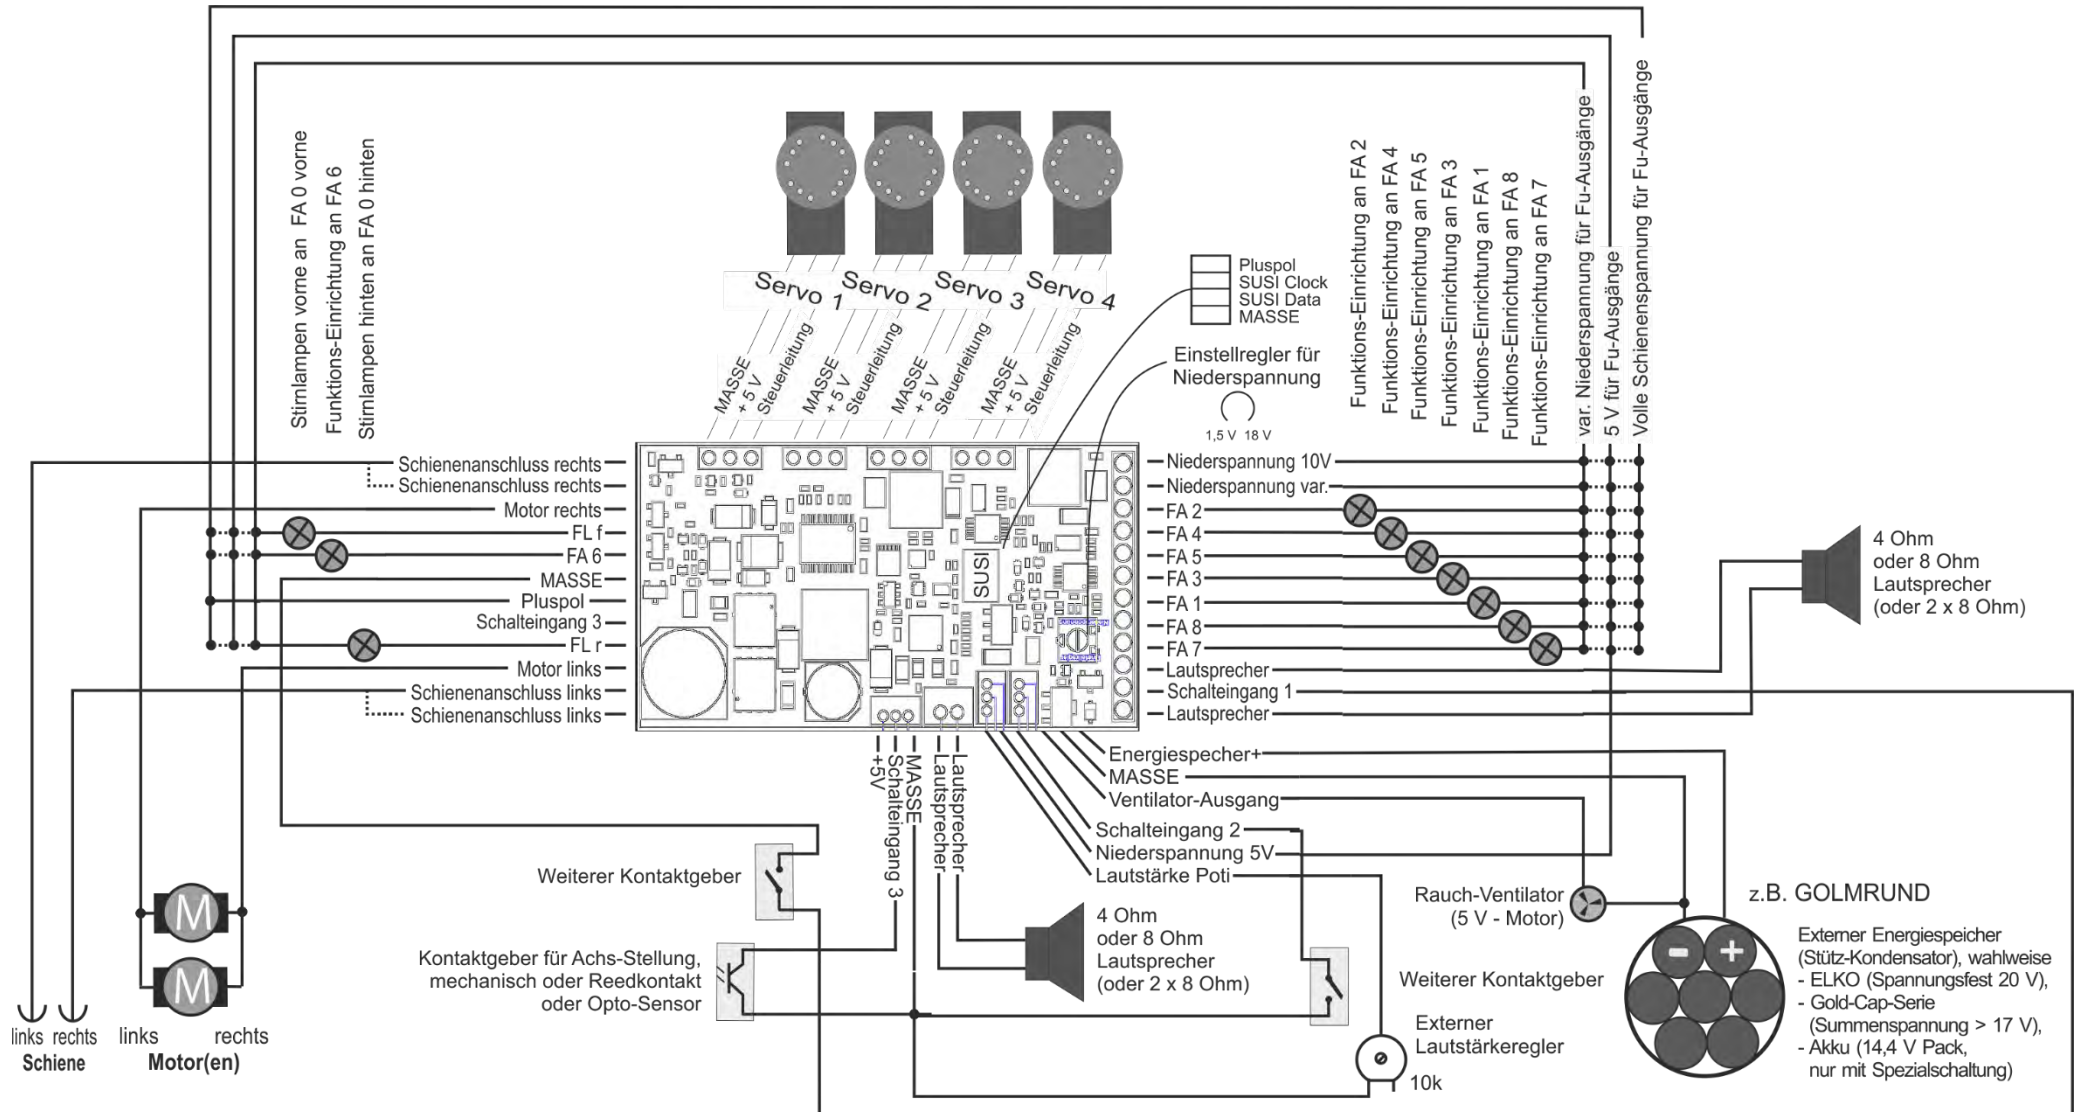 Stirnlampen vorne an FA 0 vorne
Funktions-Einrichtung an FA 6
Stirnlampen hinten an FA 0 hinten
Servo 1
Servo 2
Servo 3
Servo 4
MASSE
+ 5 V
Steuerleitung
MASSE
+ 5 V
Steuerleitung
MASSE
+ 5 V
Steuerleitung
MASSE
+ 5 V
Steuerleitung
Pluspol
SUSI Clock
SUSI Data
MASSE
Einstellregler für
Niederspannung
1,5 V 18 V
Funktions-Einrichtung an FA 2
Funktions-Einrichtung an FA 4
Funktions-Einrichtung an FA 5
Funktions-Einrichtung an FA 3
Funktions-Einrichtung an FA 1
Funktions-Einrichtung an FA 8
Funktions-Einrichtung an FA 7
var. Niederspannung für Fu-Ausgänge
5 V für Fu-Ausgänge
Volle Schienenspannung für Fu-Ausgänge
Schienenanschluss rechts
Schienenanschluss rechts
Motor rechts
FL f
FA 6
MASSE
Pluspol
Schalteingang 3
FL r
Motor links
Schienenanschluss links
Schienenanschluss links
SUSI
Niederspannung 10V
Niederspannung var.
FA 2
FA 4
FA 5
FA 3
FA 1
FA 8
FA 7
Lautsprecher
Schalteingang 1
Lautsprecher
4 Ohm
oder 8 Ohm
Lautsprecher
(oder 2 x 8 Ohm)
+5V
Schalteingang 3
MASSE
Lautsprecher
Lautsprecher
Energiespecher+
MASSE
Ventilator-Ausgang
Schalteingang 2
Niederspannung 5V
Lautstärke Poti
Weiterer Kontaktgeber
Kontaktgeber für Achs-Stellung,
mechanisch oder Reedkontakt
oder Opto-Sensor
4 Ohm
oder 8 Ohm
Lautsprecher
(oder 2 x 8 Ohm)
Rauch-Ventilator
(5 V - Motor)
Weiterer Kontaktgeber
Externer
Lautstärkeregler
10k
z.B. GOLMRUND
- +
Externer Energiespeicher
(Stütz-Kondensator), wahlweise
- ELKO (Spannungsfest 20 V),
- Gold-Cap-Serie
(Summenspannung > 17 V),
- Akku (14,4 V Pack,
nur mit Spezialschaltung)
M
M
links rechts
Schiene
links rechts
Motor(en)